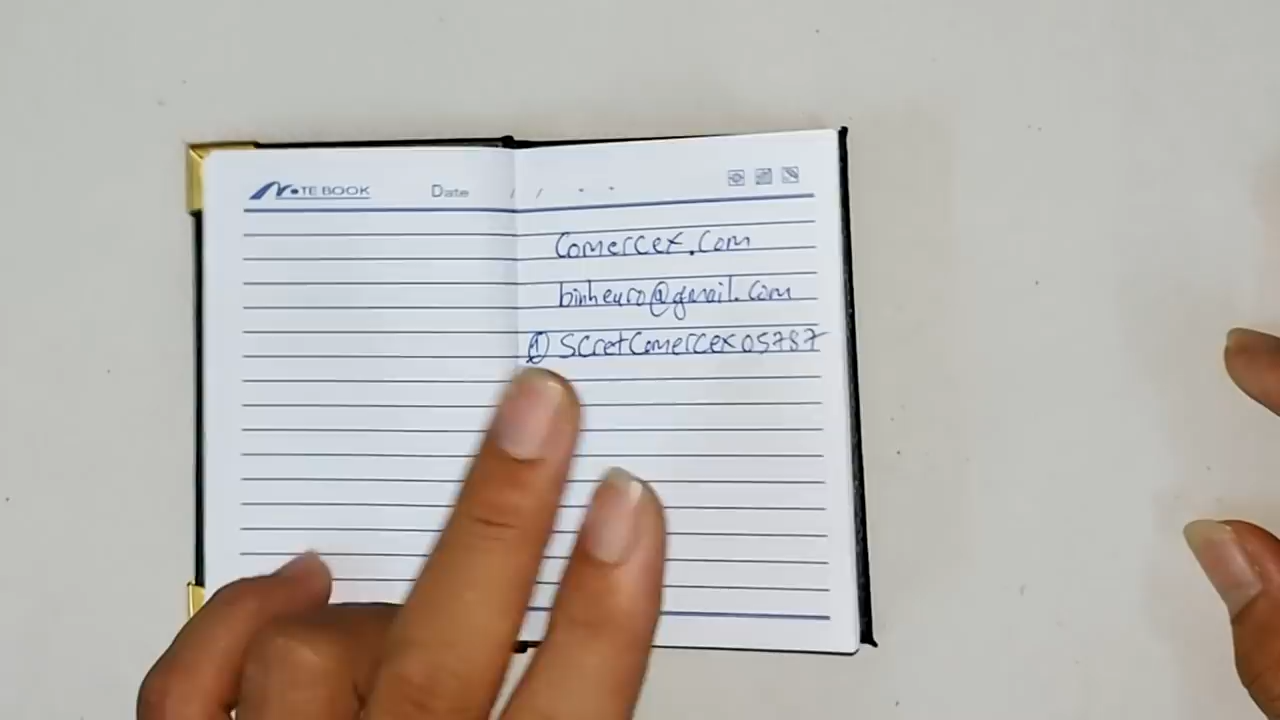 NOTE BOOK Date / /
Comercex.com
binheuro@gmail.com
① SCretComercex05787